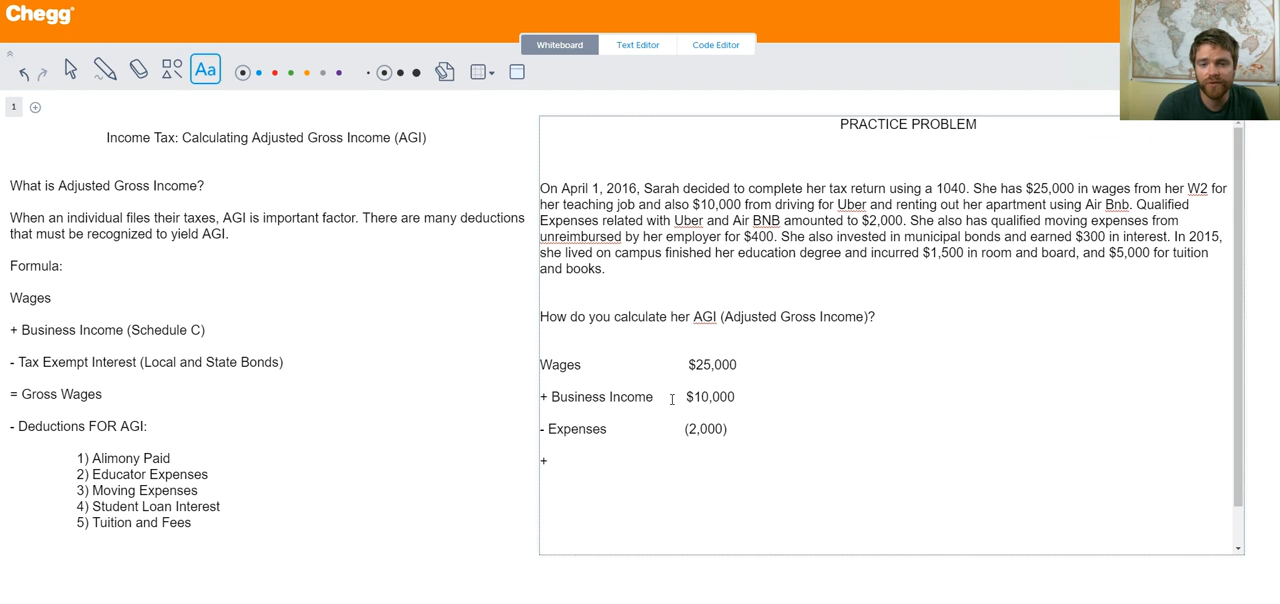 Chegg
Whiteboard
Text Editor
Code Editor
Aa
1
Income Tax: Calculating Adjusted Gross Income (AGI)
What is Adjusted Gross Income?
When an individual files their taxes, AGI is important factor. There are many deductions
that must be recognized to yield AGI.
Formula:
Wages
+ Business Income (Schedule C)
- Tax Exempt Interest (Local and State Bonds)
= Gross Wages
- Deductions FOR AGI:
1) Alimony Paid
2) Educator Expenses
3) Moving Expenses
4) Student Loan Interest
5) Tuition and Fees
PRACTICE PROBLEM
On April 1, 2016, Sarah decided to complete her tax return using a 1040. She has $25,000 in wages from her W2 for
her teaching job and also $10,000 from driving for Uber and renting out her apartment using Air Bnb. Qualified
Expenses related with Uber and Air BNB amounted to $2,000. She also has qualified moving expenses from
unreimbursed by her employer for $400. She also invested in municipal bonds and earned $300 in interest. In 2015,
she lived on campus finished her education degree and incurred $1,500 in room and board, and $5,000 for tuition
and books.
How do you calculate her AGI (Adjusted Gross Income)?
Wages $25,000
+ Business Income $10,000
- Expenses (2,000)
+